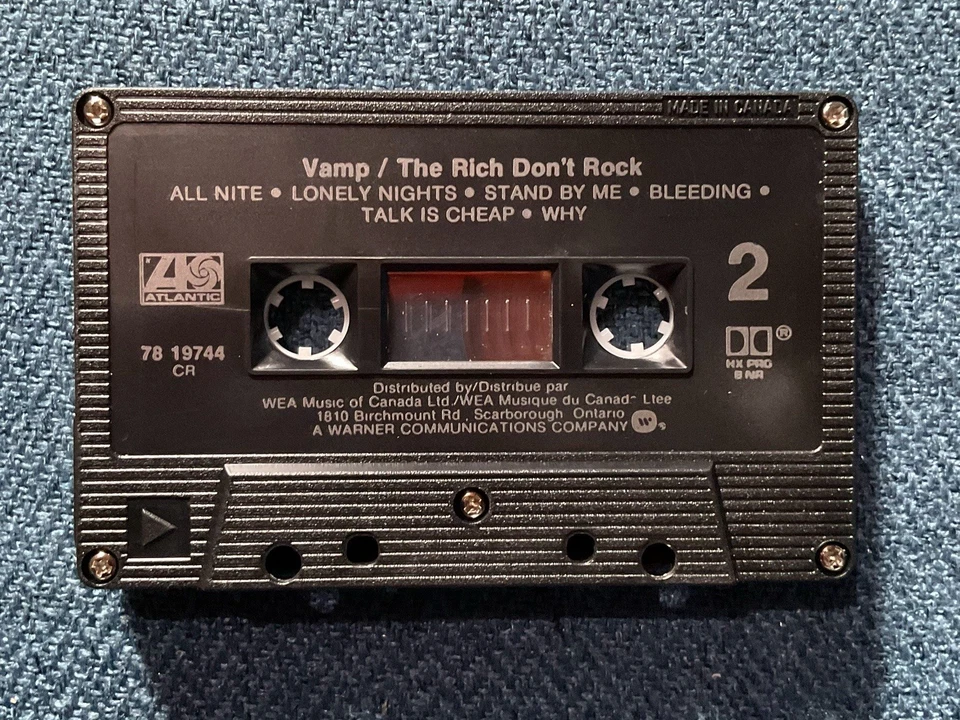 MADE IN CANADA
Vamp / The Rich Don't Rock
ALL NITE • LONELY NIGHTS • STAND BY ME • BLEEDING •
TALK IS CHEAP • WHY
ATLANTIC
2
78 19744
CR
HX PRO
B NR
®
Distributed by/Distribue par
WEA Music of Canada Ltd./WEA Musique du Canad Ltee
1810 Birchmount Rd., Scarborough, Ontario
A WARNER COMMUNICATIONS COMPANY